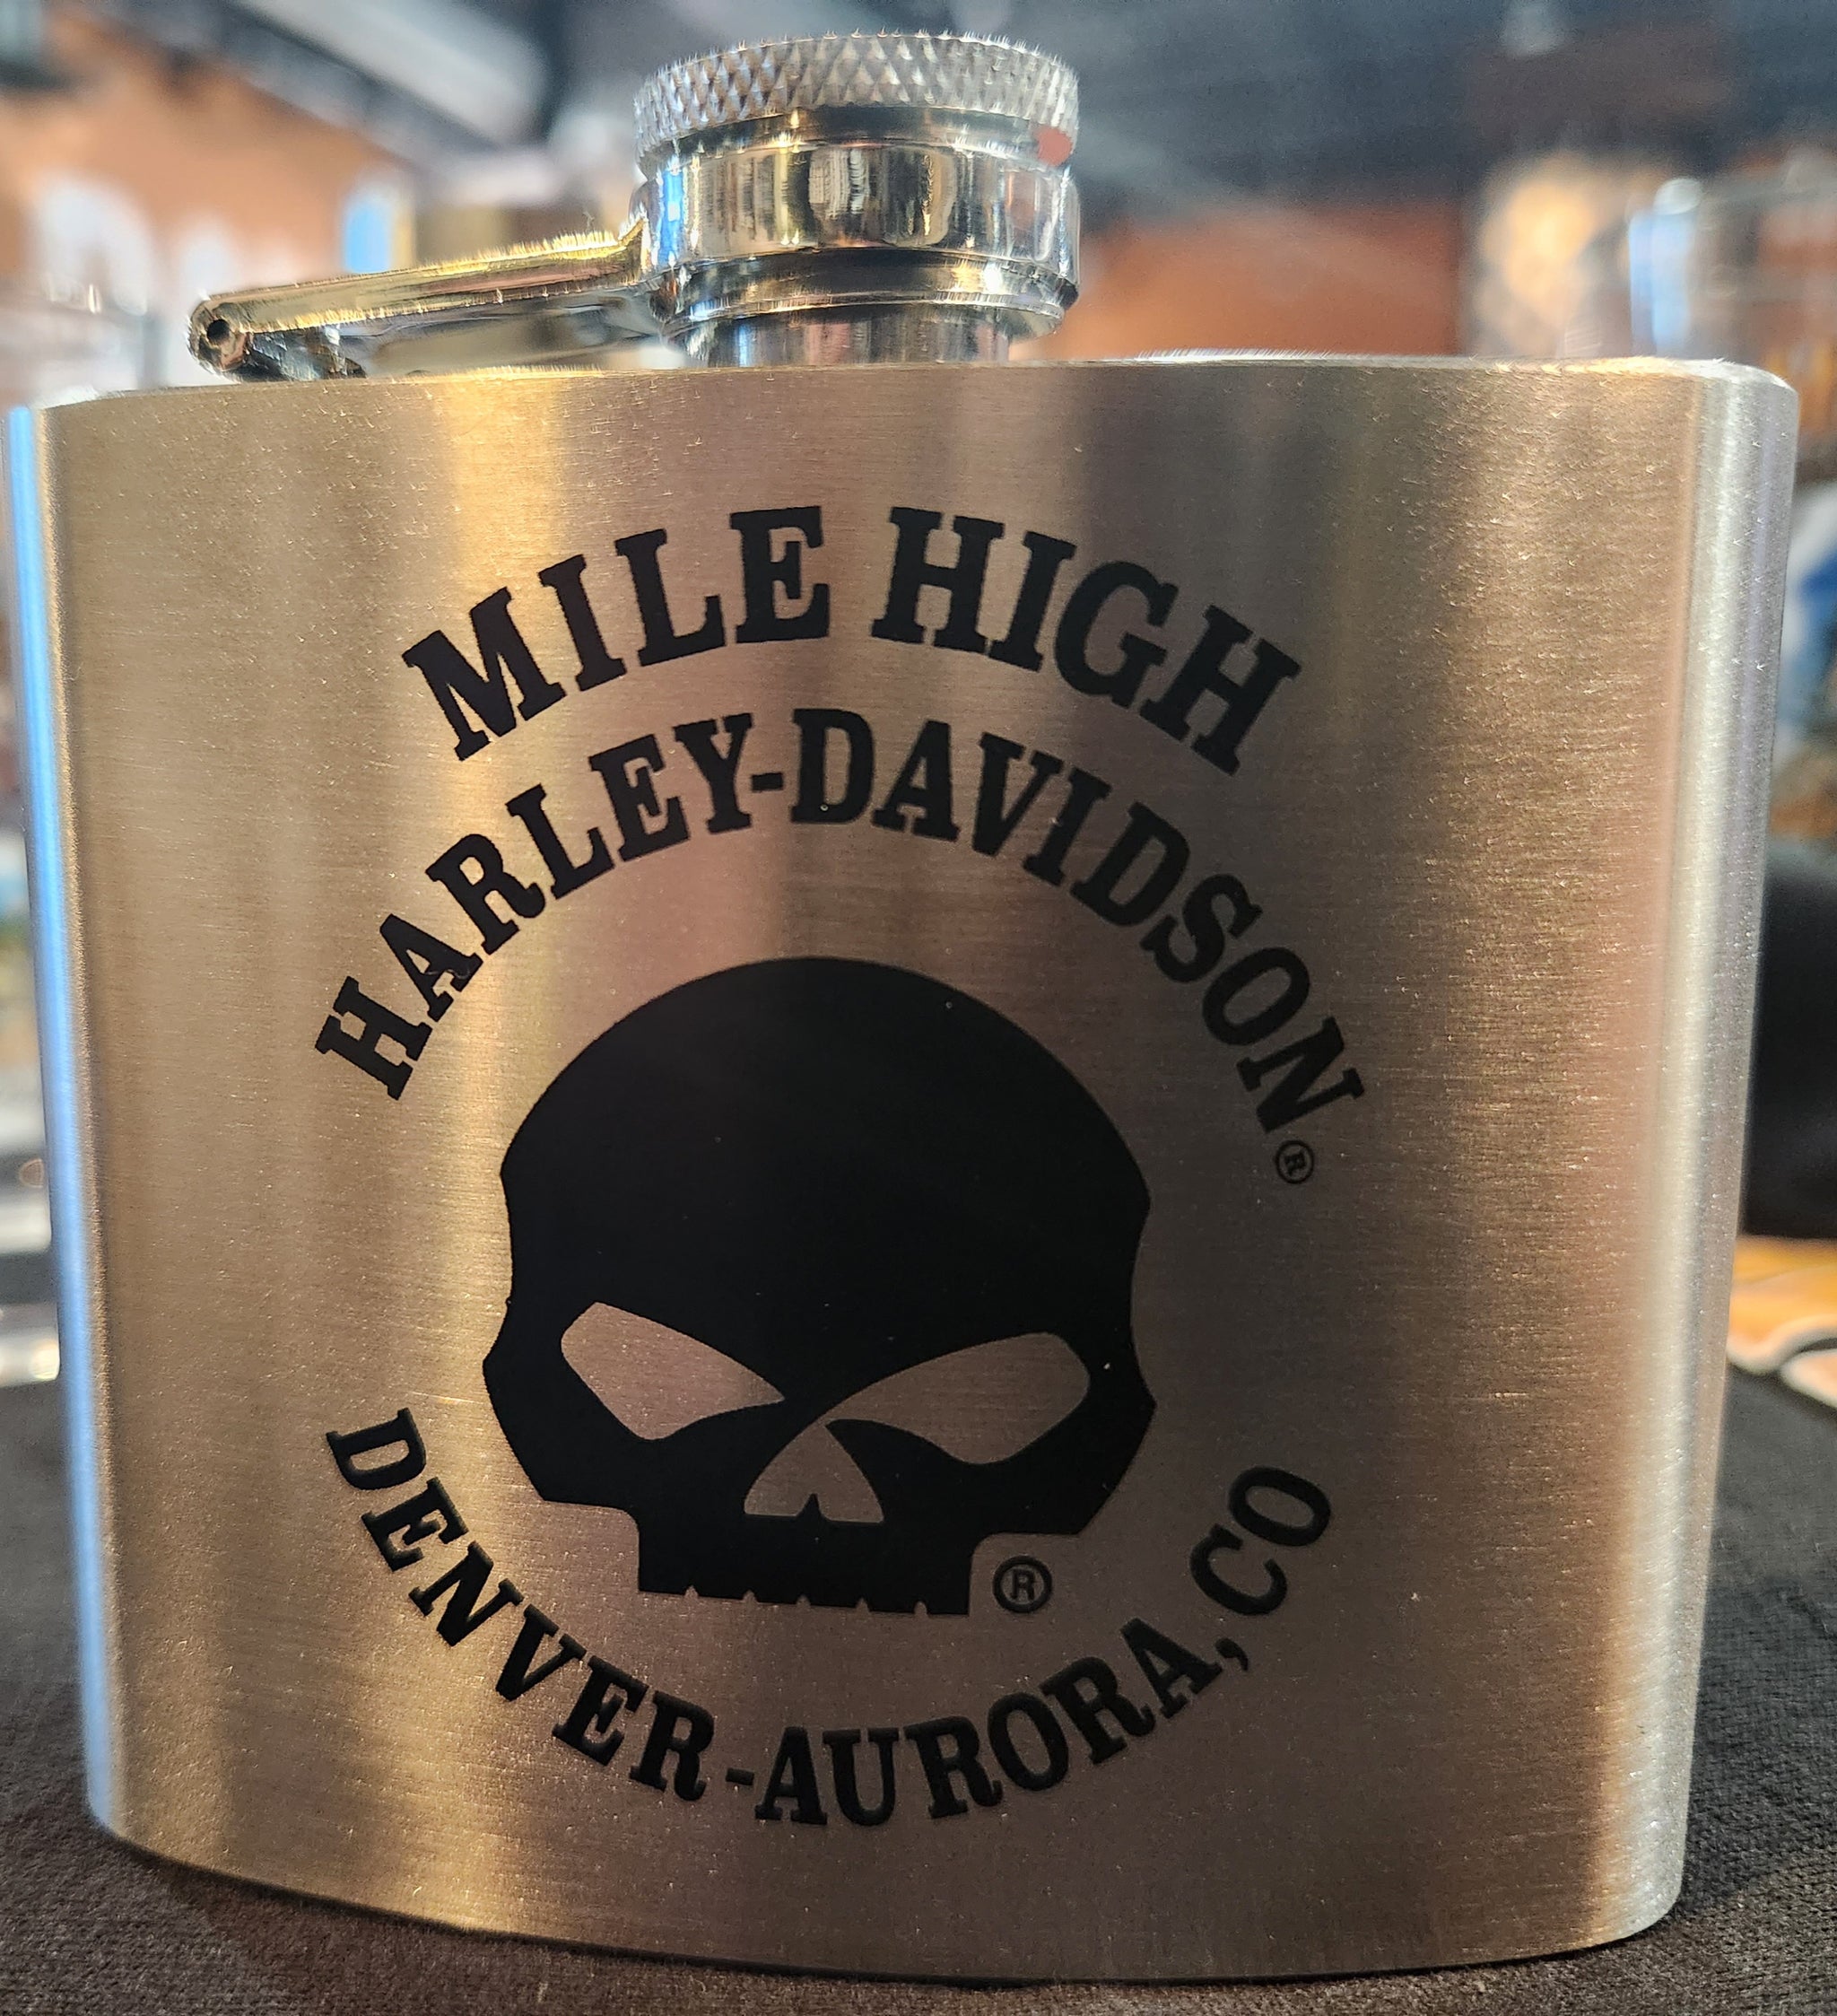 MILE HIGH
HARLEY-DAVIDSON®
®
DENVER-AURORA, CO